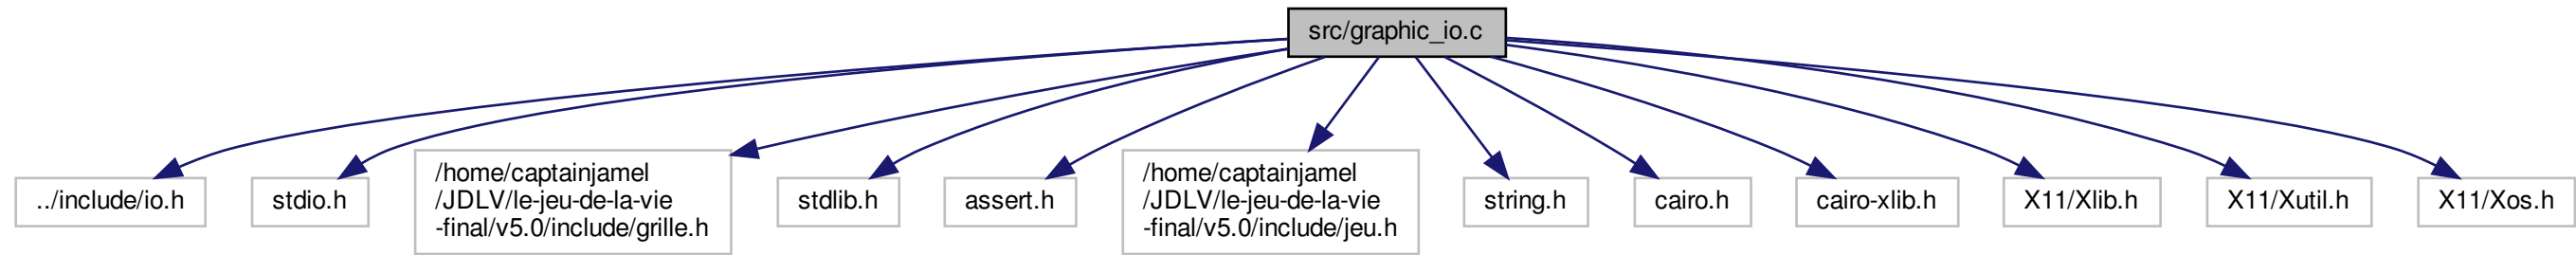 src/graphic_io.c
../include/io.h
stdio.h
/home/captainjamel
/JDLV/le-jeu-de-la-vie
-final/v5.0/include/grille.h
stdlib.h
assert.h
/home/captainjamel
/JDLV/le-jeu-de-la-vie
-final/v5.0/include/jeu.h
string.h
cairo.h
cairo-xlib.h
X11/Xlib.h
X11/Xutil.h
X11/Xos.h